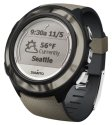 9:30a 11/5
56°F
Currently
Seattle
SUUNTO